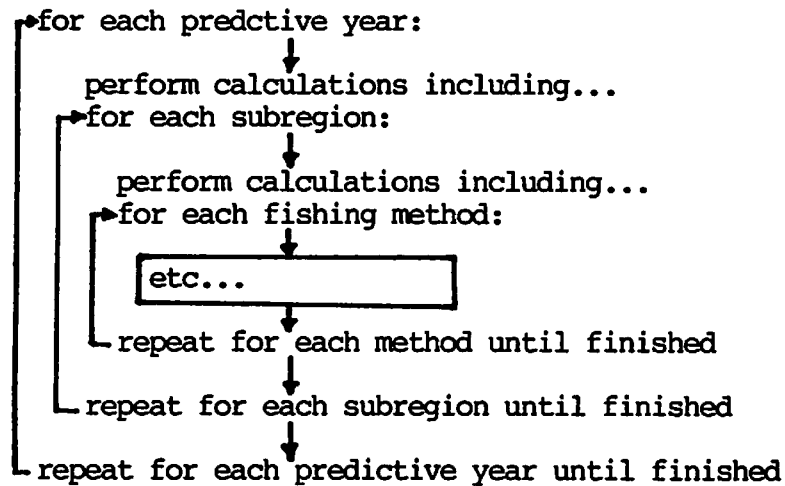 for each predctive year:
perform calculations including...
for each subregion:
perform calculations including...
for each fishing method:
etc...
repeat for each method until finished
repeat for each subregion until finished
repeat for each predictive year until finished